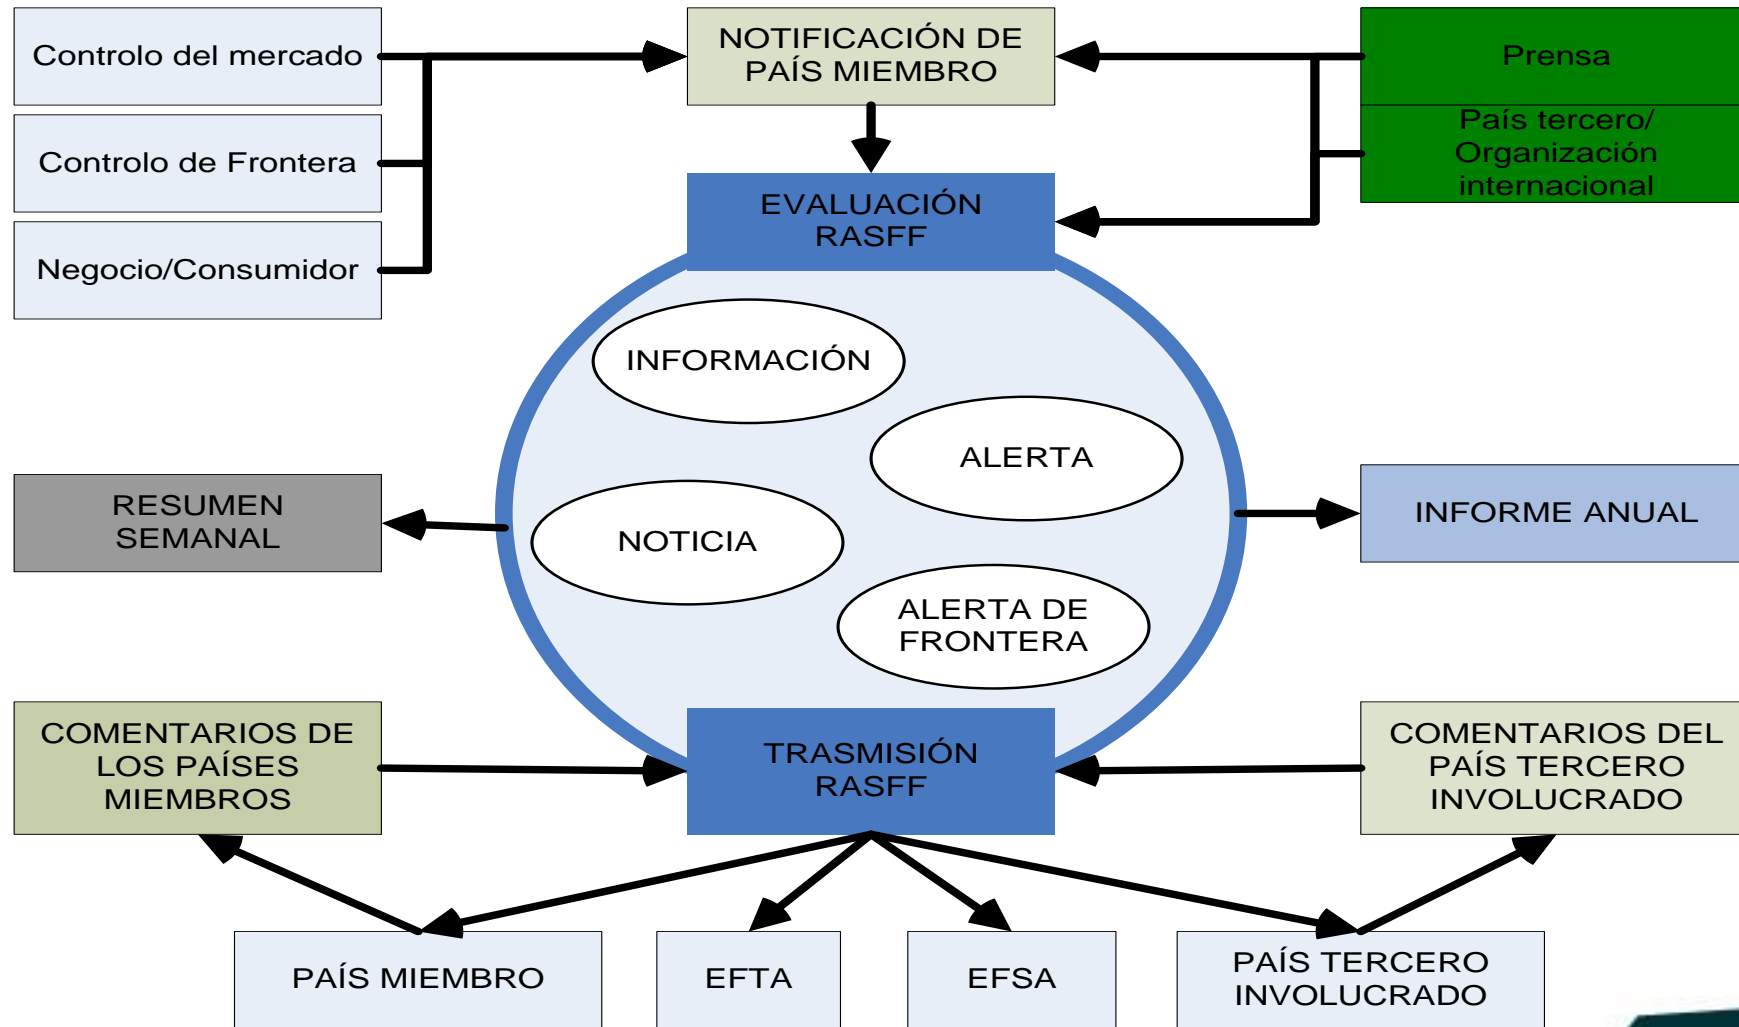 Controlo del mercado
NOTIFICACIÓN DE
PAÍS MIEMBRO
Prensa
Controlo de Frontera
País tercero/
Organización
internacional
Negocio/Consumidor
EVALUACIÓN
RASFF
INFORMACIÓN
ALERTA
NOTICIA
ALERTA DE
FRONTERA
RESUMEN
SEMANAL
INFORME ANUAL
COMENTARIOS DE
LOS PAÍSES
MIEMBROS
TRASMISIÓN
RASFF
COMENTARIOS DEL
PAÍS TERCERO
INVOLUCRADO
PAÍS MIEMBRO
EFTA
EFSA
PAÍS TERCERO
INVOLUCRADO